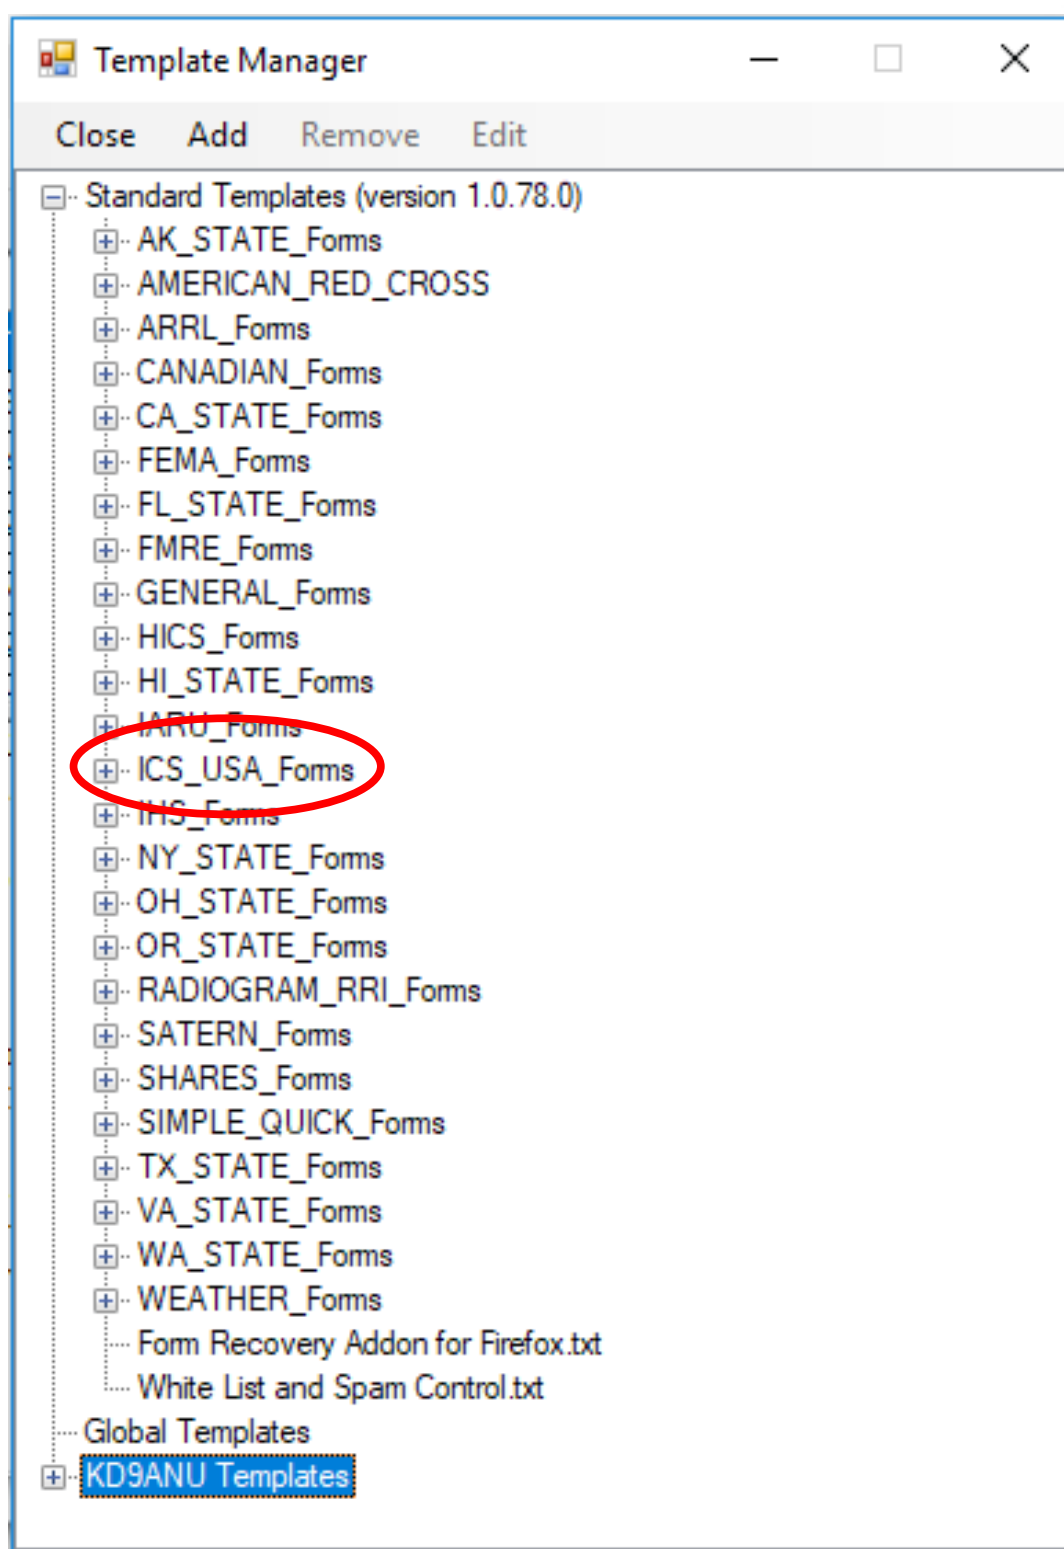 Template Manager
Close Add Remove Edit
Standard Templates (version 1.0.78.0)
AK_STATE_Forms
AMERICAN_RED_CROSS
ARRL_Forms
CANADIAN_Forms
CA_STATE_Forms
FEMA_Forms
FL_STATE_Forms
FMRE_Forms
GENERAL_Forms
HICS_Forms
HI_STATE_Forms
IARU_Forms
ICS_USA_Forms
IHS_Forms
NY_STATE_Forms
OH_STATE_Forms
OR_STATE_Forms
RADIOGRAM_RRI_Forms
SATERN_Forms
SHARES_Forms
SIMPLE_QUICK_Forms
TX_STATE_Forms
VA_STATE_Forms
WA_STATE_Forms
WEATHER_Forms
Form Recovery Addon for Firefox.txt
White List and Spam Control.txt
Global Templates
KD9ANU Templates